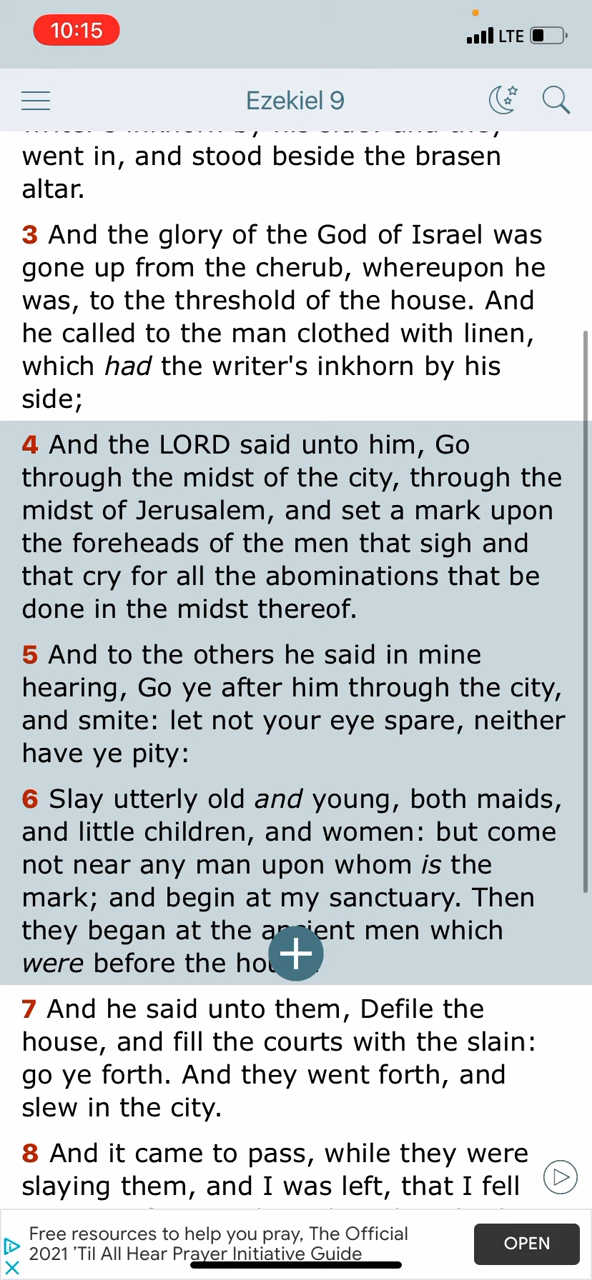 10:15
LTE
Ezekiel 9
went in, and stood beside the brasen
altar.
3 And the glory of the God of Israel was
gone up from the cherub, whereupon he
was, to the threshold of the house. And
he called to the man clothed with linen,
which had the writer's inkhorn by his
side;
4 And the LORD said unto him, Go
through the midst of the city, through the
midst of Jerusalem, and set a mark upon
the foreheads of the men that sigh and
that cry for all the abominations that be
done in the midst thereof.
5 And to the others he said in mine
hearing, Go ye after him through the city,
and smite: let not your eye spare, neither
have ye pity:
6 Slay utterly old and young, both maids,
and little children, and women: but come
not near any man upon whom is the
mark; and begin at my sanctuary. Then
they began at the ancient men which
were before the
7 And he said unto them, Defile the
house, and fill the courts with the slain:
go ye forth. And they went forth, and
slew in the city.
8 And it came to pass, while they were
slaying them, and I was left, that I fell
Free resources to help you pray, The Official
2021 'Til All Hear Prayer Initiative Guide
OPEN